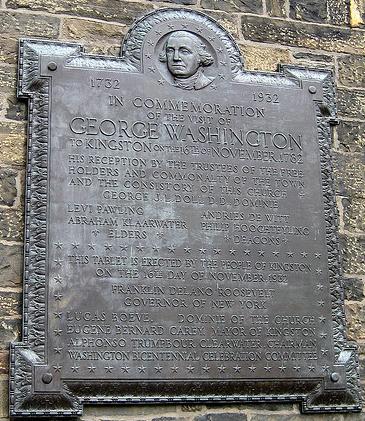 1732 1932
IN COMMEMORATION
OF THE VISIT OF
GEORGE WASHINGTON
TO KINGSTON ON THE 16TH OF NOVEMBER 1782
HIS RECEPTION BY THE TRUSTEES OF THE FREE-
HOLDERS AND COMMONALTY OF THE TOWN
AND THE CONSISTORY OF THIS CHURCH
GEORGE J. L. DOLL D. D. DOMINIE
LEVI PAWLING ANDRIES DE WITT
ABRAHAM KLAARWATER PHILIP HOOGHTEYLING
ELDERS DEACONS
THIS TABLET IS ERECTED BY THE PEOPLE OF KINGSTON
ON THE 16TH DAY OF NOVEMBER 1932
FRANKLIN DELANO ROOSEVELT
GOVERNOR OF NEW YORK
LUCAS BOEVE, DOMINIE OF THE CHURCH
EUGENE BERNARD CAREY, MAYOR OF KINGSTON
ALPHONSO TRUMPBOUR CLEARWATER CHAIRMAN
WASHINGTON BICENTENNIAL CELEBRATION COMMITTEE